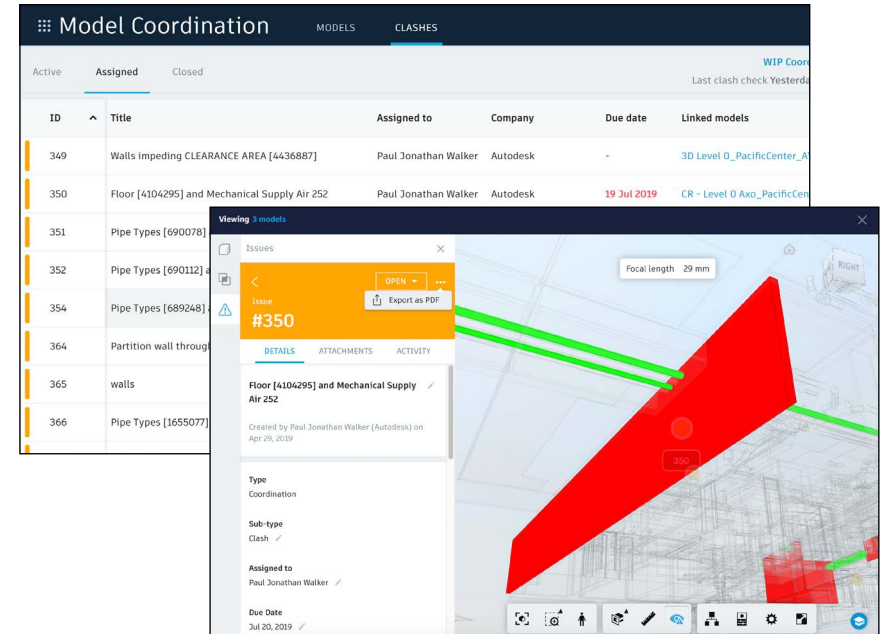 Model Coordination MODELS CLASHES
Active Assigned Closed
WIP Coord
Last clash check Yesterda
ID Title Assigned to Company Due date Linked models
349 Walls impeding CLEARANCE AREA [4436887] Paul Jonathan Walker Autodesk - 3D Level 0_PacificCenter_A
350 Floor [4104295] and Mechanical Supply Air 252 Paul Jonathan Walker Autodesk 19 Jul 2019 CR - Level 0 Axo_PacificCen
351 Pipe Types [690078]
352 Pipe Types [690112] a
354 Pipe Types [689248]
364 Partition wall through
365 walls
366 Pipe Types [1655077]
Viewing 3 models
Issues
OPEN
Export as PDF
Issue
#350
DETAILS ATTACHMENTS ACTIVITY
Floor [4104295] and Mechanical Supply
Air 252
Created by Paul Jonathan Walker (Autodesk) on
Apr 29, 2019
Type
Coordination
Sub-type
Clash
Assigned to
Paul Jonathan Walker
Due Date
Jul 20, 2019
Focal length 29 mm
RIGHT
350